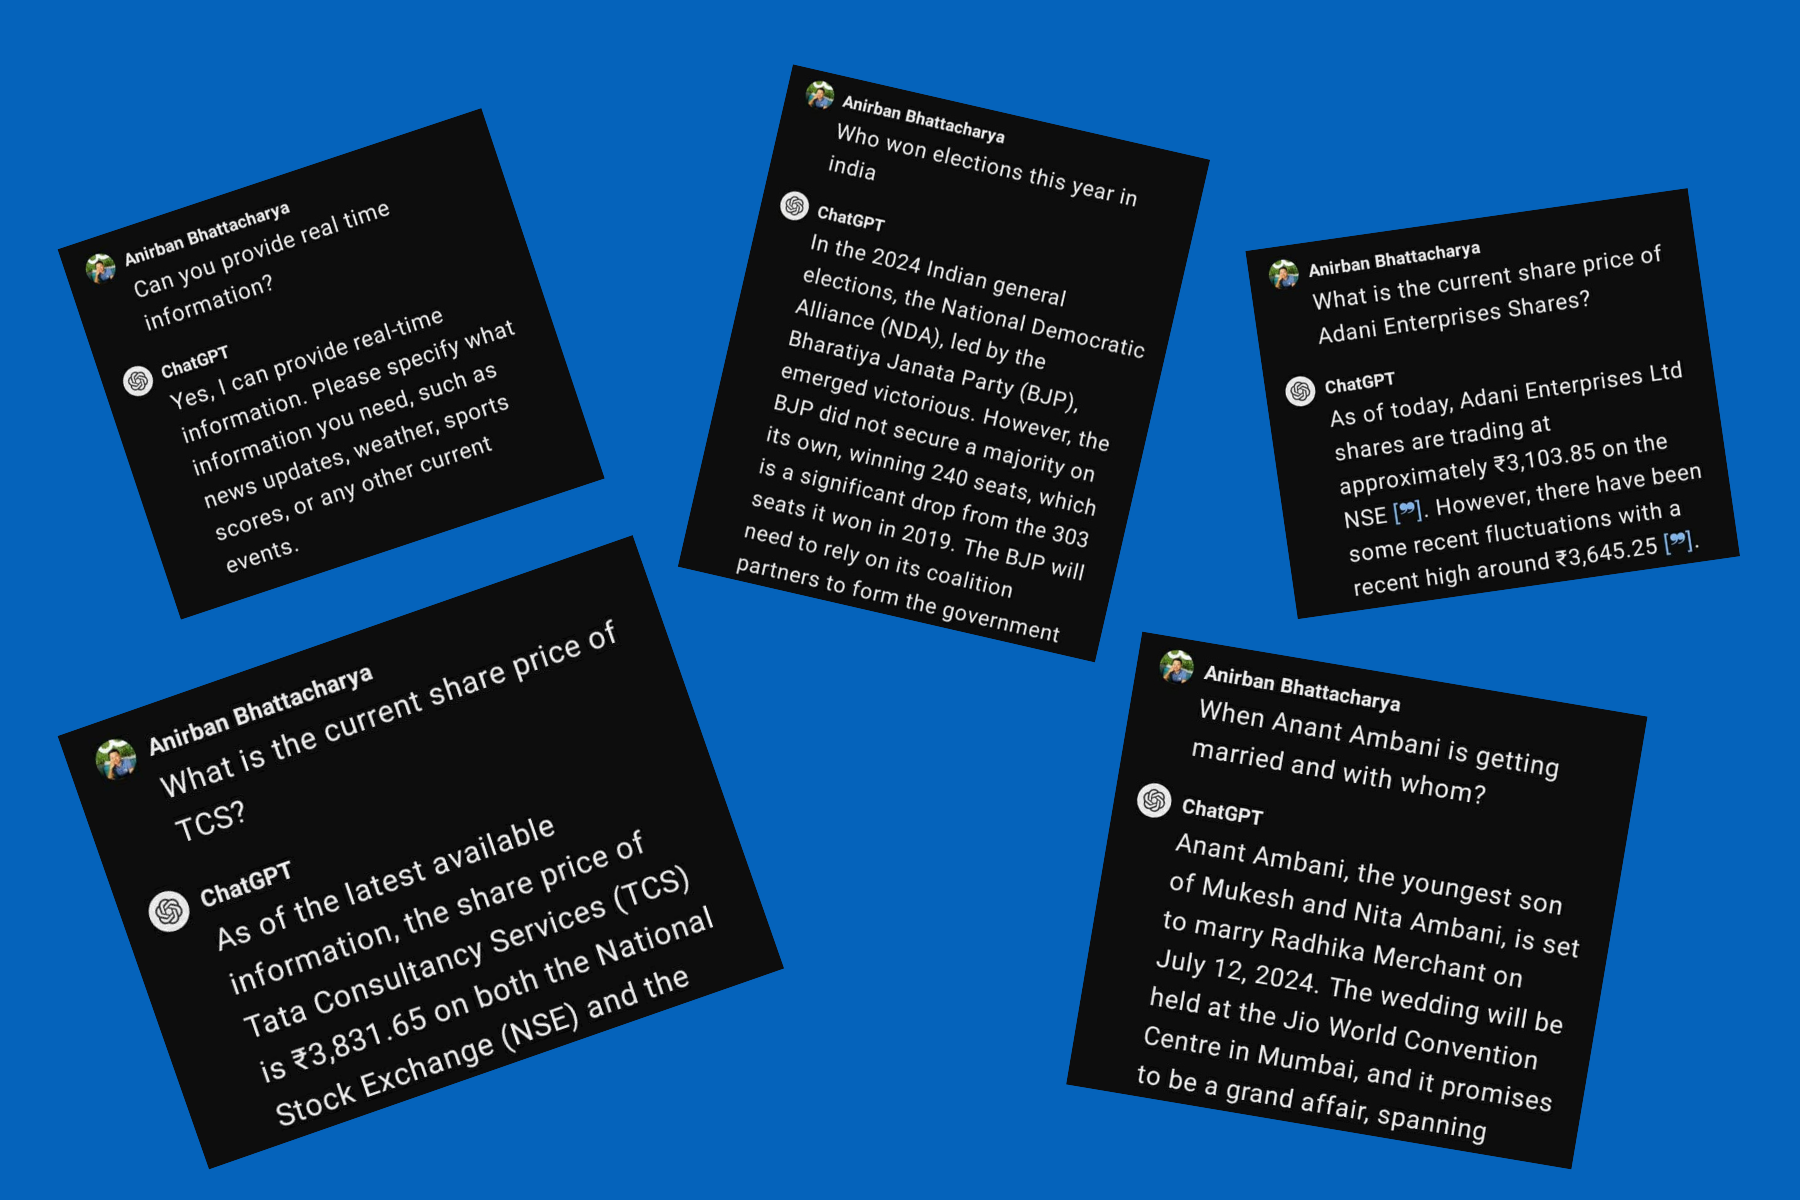 Anirban Bhattacharya
Can you provide real time
information?
ChatGPT
Yes, I can provide real-time
information. Please specify what
information you need, such as
news updates, weather, sports
scores, or any other current
events.
Anirban Bhattacharya
Who won elections this year in
india
ChatGPT
In the 2024 Indian general
elections, the National Democratic
Alliance (NDA), led by the
Bharatiya Janata Party (BJP),
emerged victorious. However, the
BJP did not secure a majority on
its own, winning 240 seats, which
is a significant drop from the 303
seats it won in 2019. The BJP will
need to rely on its coalition
partners to form the government
Anirban Bhattacharya
What is the current share price of
Adani Enterprises Shares?
ChatGPT
As of today, Adani Enterprises Ltd
shares are trading at
approximately ₹3,103.85 on the
NSE [❞]. However, there have been
some recent fluctuations with a
recent high around ₹3,645.25 [❞].
Anirban Bhattacharya
What is the current share price of
TCS?
ChatGPT
As of the latest available
information, the share price of
Tata Consultancy Services (TCS)
is ₹3,831.65 on both the National
Stock Exchange (NSE) and the
Anirban Bhattacharya
When Anant Ambani is getting
married and with whom?
ChatGPT
Anant Ambani, the youngest son
of Mukesh and Nita Ambani, is set
to marry Radhika Merchant on
July 12, 2024. The wedding will be
held at the Jio World Convention
Centre in Mumbai, and it promises
to be a grand affair, spanning